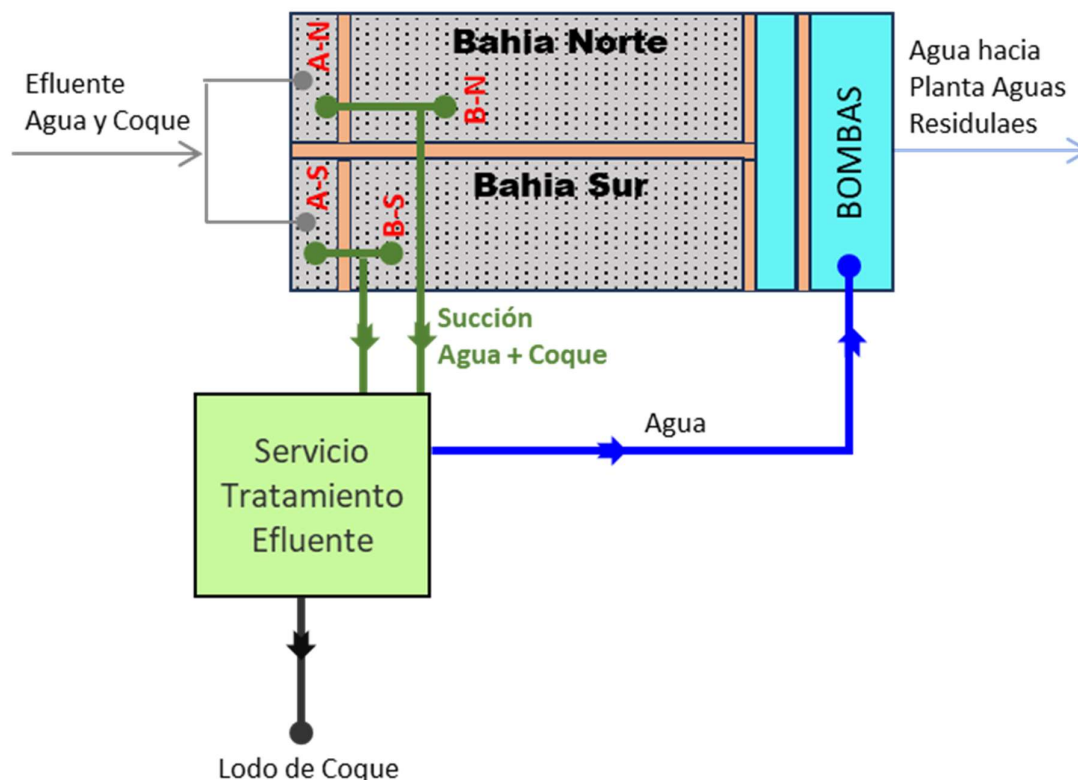 Efluente
Agua y Coque
A-N
Bahia Norte
B-N
A-S
Bahia Sur
B-S
BOMBAS
Agua hacia
Planta Aguas
Residulaes
Succión
Agua + Coque
Servicio
Tratamiento
Efluente
Agua
Lodo de Coque